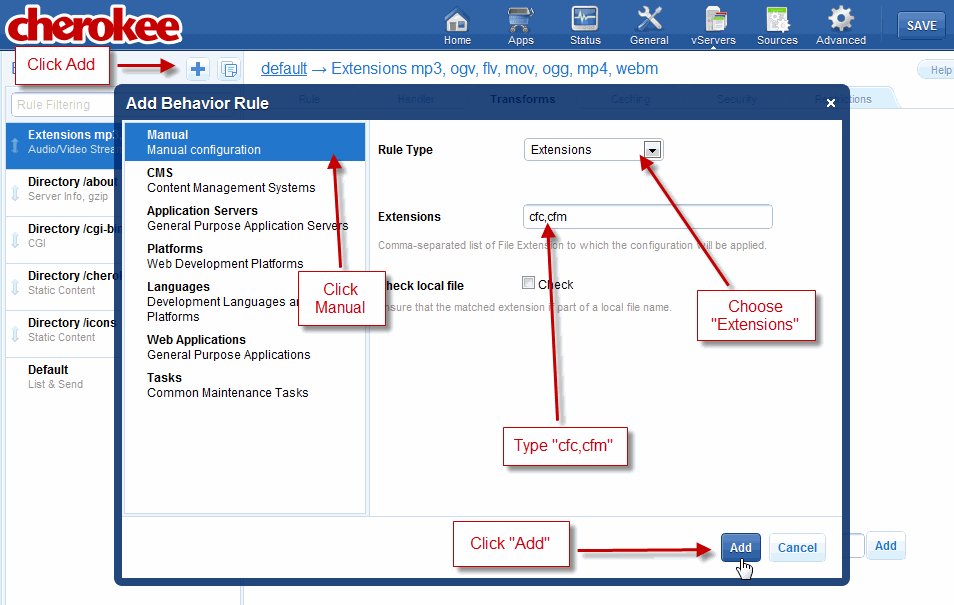 cherokee
Home
Apps
Status
General
vServers
Sources
Advanced
SAVE
Click Add
default → Extensions mp3, ogv, flv, mov, ogg, mp4, webm
Help
Rule Filtering
Rule
Handler
Transforms
Caching
Security
Extensions mp3
Audio/Video Strea
Directory /about
Server Info, gzip
Directory /cgi-bin
CGI
Directory /cherok
Static Content
Directory /icons
Static Content
Default
List & Send
Add Behavior Rule
Manual
Manual configuration
CMS
Content Management Systems
Application Servers
General Purpose Application Servers
Platforms
Web Development Platforms
Languages
Development Languages an
Platforms
Web Applications
General Purpose Applications
Tasks
Common Maintenance Tasks
Rule Type
Extensions
Extensions
cfc,cfm
Comma-separated list of File Extension to which the configuration will be applied.
Check local file
Check
nsure that the matched extension if part of a local file name.
Click
Manual
Choose
"Extensions"
Type "cfc,cfm"
Click "Add"
Add
Cancel
Add